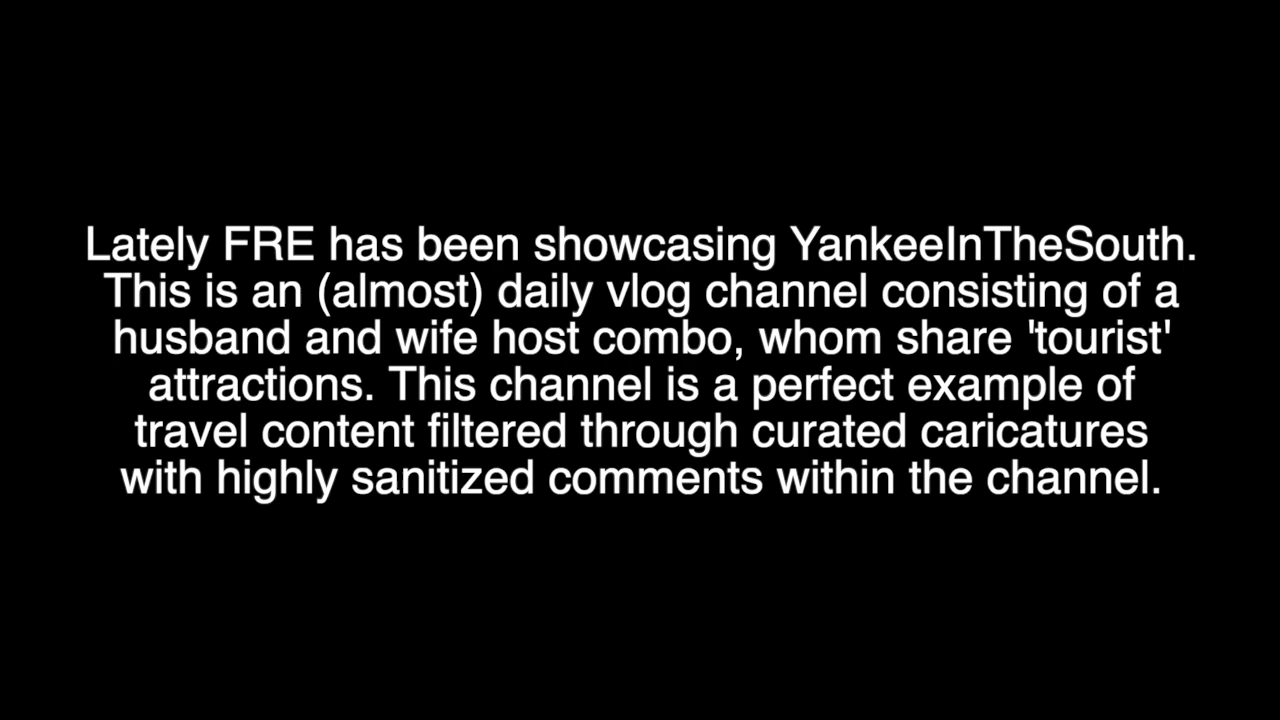 Lately FRE has been showcasing YankeeInTheSouth.
This is an (almost) daily vlog channel consisting of a
husband and wife host combo, whom share 'tourist'
attractions. This channel is a perfect example of
travel content filtered through curated caricatures
with highly sanitized comments within the channel.